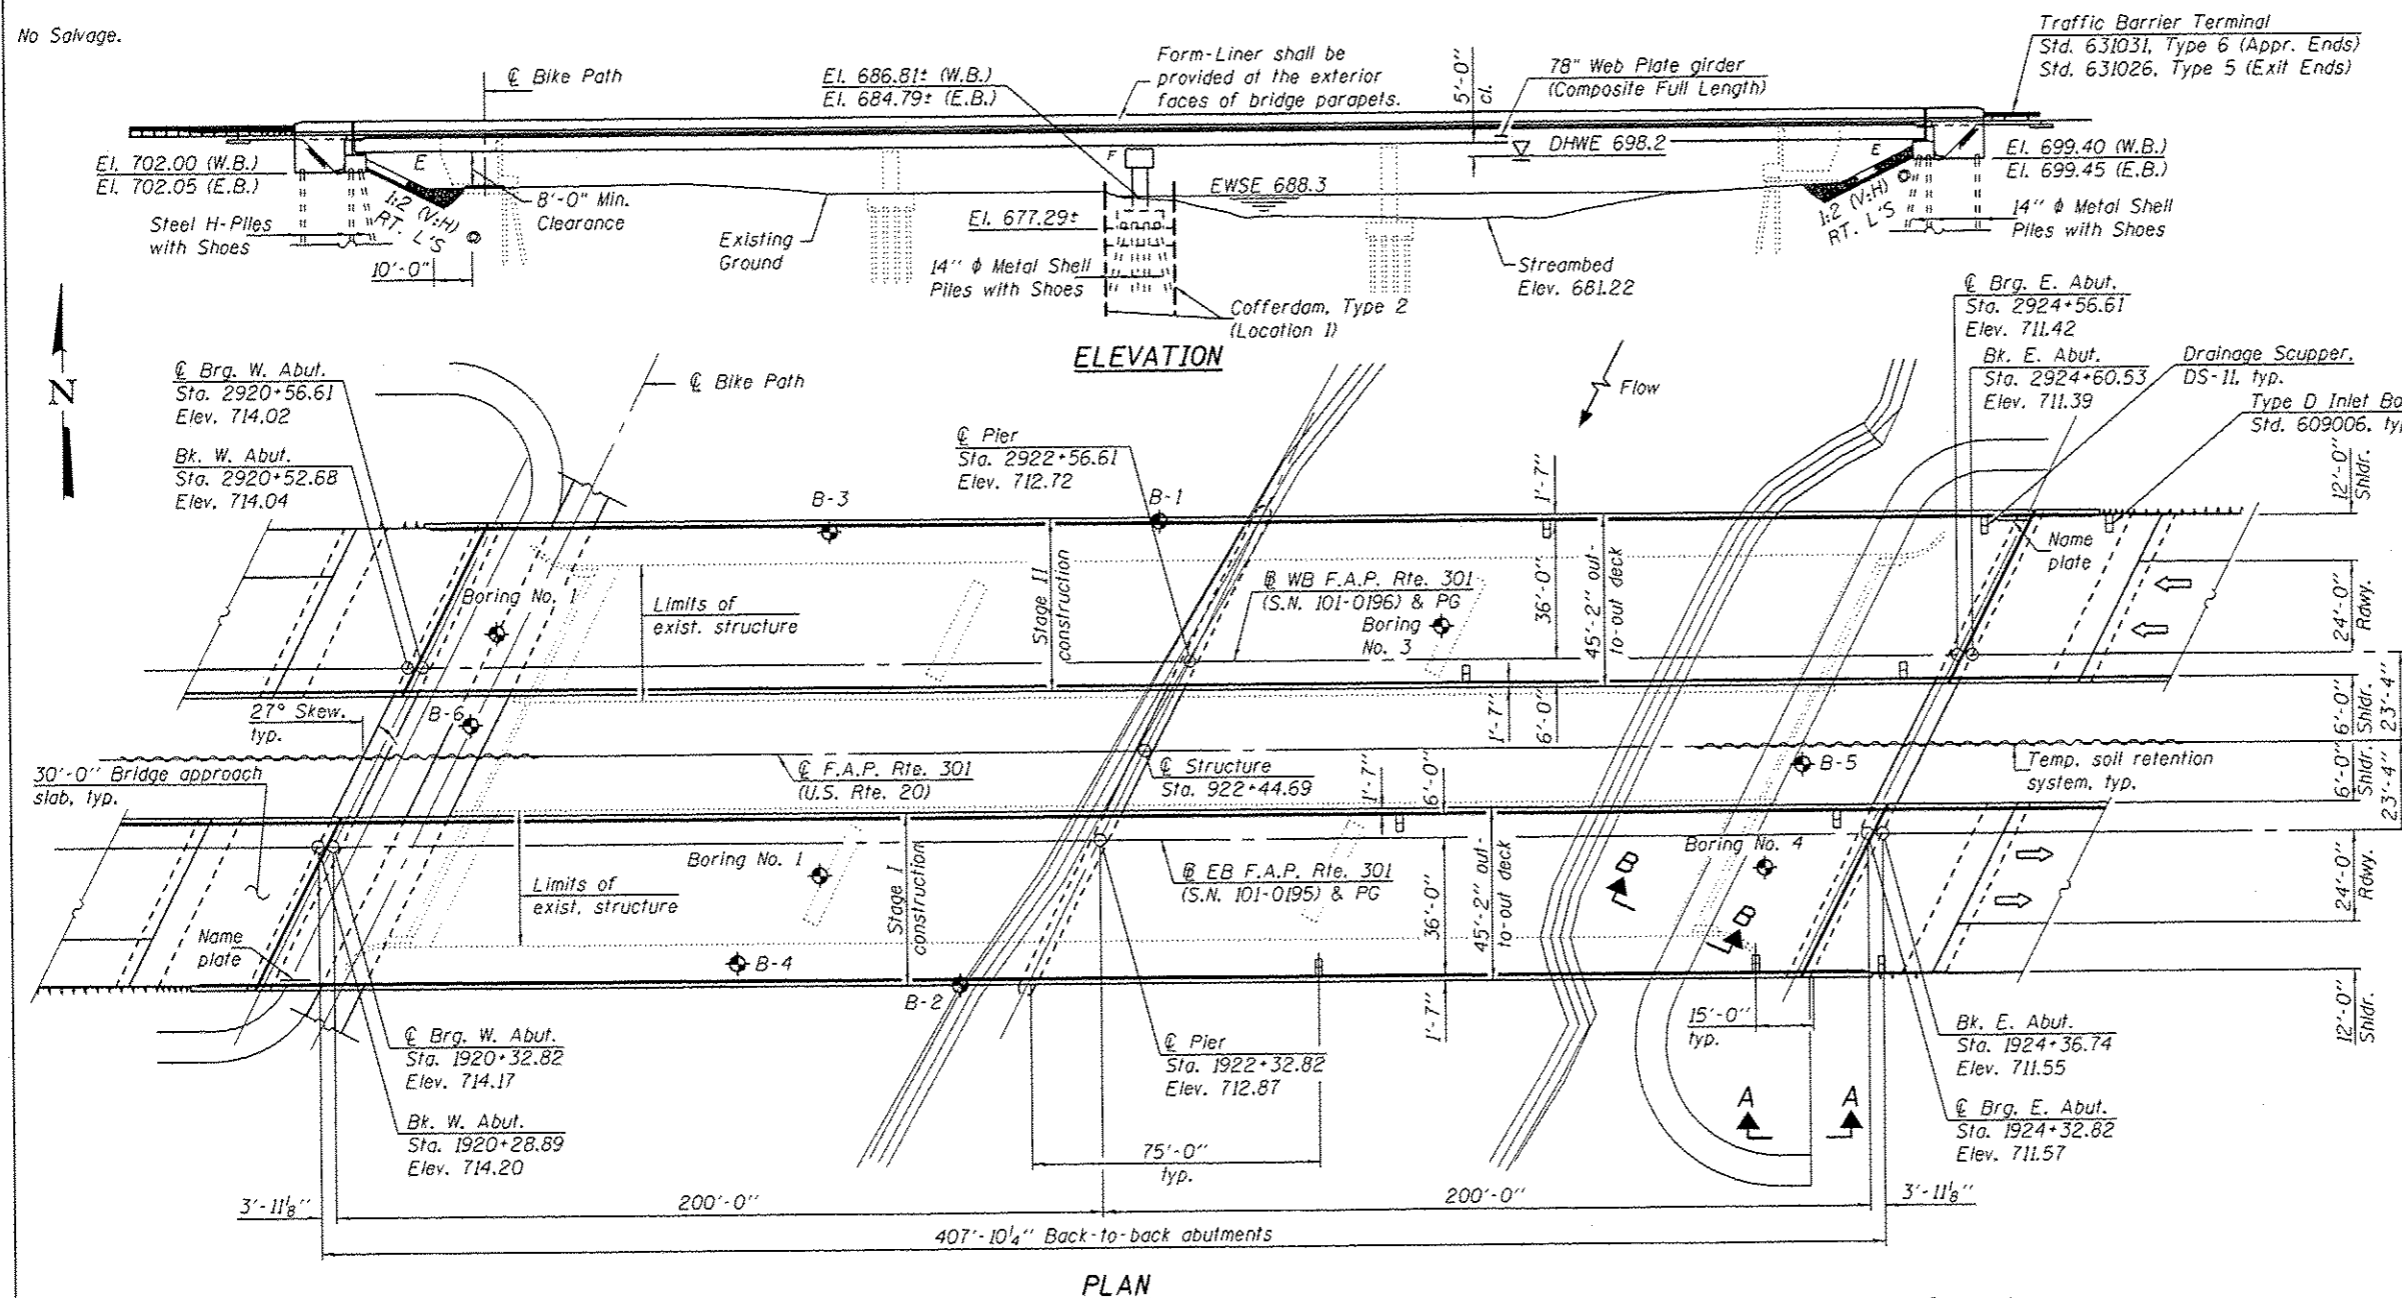 No Salvage.
℄ Bike Path
El. 686.81± (W.B.)
El. 684.79± (E.B.)
Form-Liner shall be
provided at the exterior
faces of bridge parapets.
5'-0"
cl.
78" Web Plate girder
(Composite Full Length)
Traffic Barrier Terminal
Std. 631031, Type 6 (Appr. Ends)
Std. 631026, Type 5 (Exit Ends)
El. 702.00 (W.B.)
El. 702.05 (E.B.)
E
F
DHWE 698.2
E
El. 699.40 (W.B.)
El. 699.45 (E.B.)
Steel H-Piles
with Shoes
1:2 (V:H)
RT. L'S
8'-0" Min.
Clearance
10'-0"
Existing
Ground
El. 677.29±
EWSE 688.3
14" ϕ Metal Shell
Piles with Shoes
Streambed
Elev. 681.22
1:2 (V:H)
RT. L'S
14" ϕ Metal Shell
Piles with Shoes
Cofferdam, Type 2
(Location 1)
ELEVATION
N
℄ Brg. W. Abut.
Sta. 2920+56.61
Elev. 714.02
Bk. W. Abut.
Sta. 2920+52.68
Elev. 714.04
℄ Bike Path
Flow
℄ Pier
Sta. 2922+56.61
Elev. 712.72
℄ Brg. E. Abut.
Sta. 2924+56.61
Elev. 711.42
Bk. E. Abut.
Sta. 2924+60.53
Elev. 711.39
Drainage Scupper,
DS-11, typ.
Type D Inlet Bo
Std. 609006, typ
12'-0"
Shldr.
B-3
B-1
1'-7"
Name
plate
Boring No. 1
Limits of
exist. structure
Stage II
construction
℄ WB F.A.P. Rte. 301
(S.N. 101-0196) & PG
Boring
No. 3
36'-0"
45'-2" out-
to-out deck
24'-0"
Rdwy.
27° Skew,
typ.
B-6
1'-7"
6'-0"
6'-0"
Shldr.
23'-4"
30'-0" Bridge approach
slab, typ.
℄ F.A.P. Rte. 301
(U.S. Rte. 20)
℄ Structure
Sta. 922+44.69
1'-7"
6'-0"
B-5
Temp. soil retention
system, typ.
6'-0"
Shldr.
23'-4"
Boring No. 1
Limits of
exist. structure
Stage I
construction
℄ EB F.A.P. Rte. 301
(S.N. 101-0195) & PG
36'-0"
45'-2" out-
to-out deck
B
B
Boring No. 4
24'-0"
Rdwy.
Name
plate
B-4
B-2
1'-7"
15'-0"
typ.
12'-0"
Shldr.
℄ Brg. W. Abut.
Sta. 1920+32.82
Elev. 714.17
Bk. W. Abut.
Sta. 1920+28.89
Elev. 714.20
℄ Pier
Sta. 1922+32.82
Elev. 712.87
A
A
Bk. E. Abut.
Sta. 1924+36.74
Elev. 711.55
℄ Brg. E. Abut.
Sta. 1924+32.82
Elev. 711.57
75'-0"
typ.
3'-11⅛"
200'-0"
200'-0"
3'-11⅛"
407'-10¼" Back-to-back abutments
PLAN